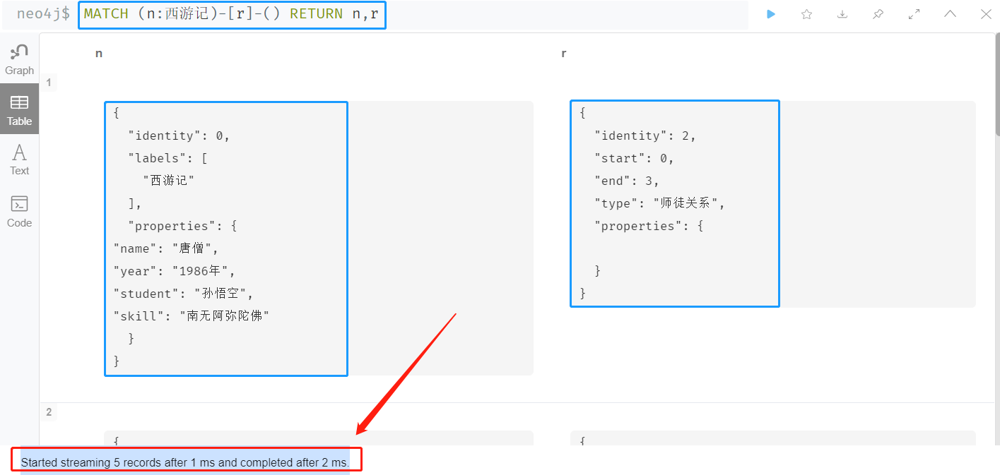 neo4j$ MATCH (n:西游记)-[r]-() RETURN n,r
Graph
Table
Text
Code
n
r
1
{
"identity": 0,
"labels": [
"西游记"
],
"properties": {
"name": "唐僧",
"year": "1986年",
"student": "孙悟空",
"skill": "南无阿弥陀佛"
}
}
{
"identity": 2,
"start": 0,
"end": 3,
"type": "师徒关系",
"properties": {
}
}
2
{
{
Started streaming 5 records after 1 ms and completed after 2 ms.